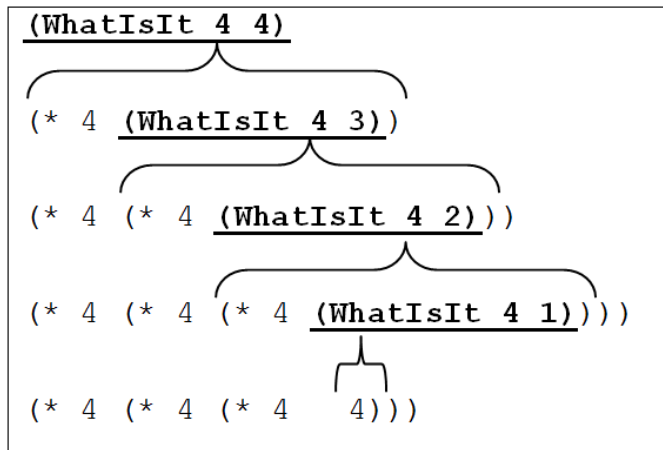 (WhatIsIt 4 4)
(* 4 (WhatIsIt 4 3))
(* 4 (* 4 (WhatIsIt 4 2)))
(* 4 (* 4 (* 4 (WhatIsIt 4 1))))
(* 4 (* 4 (* 4 4)))